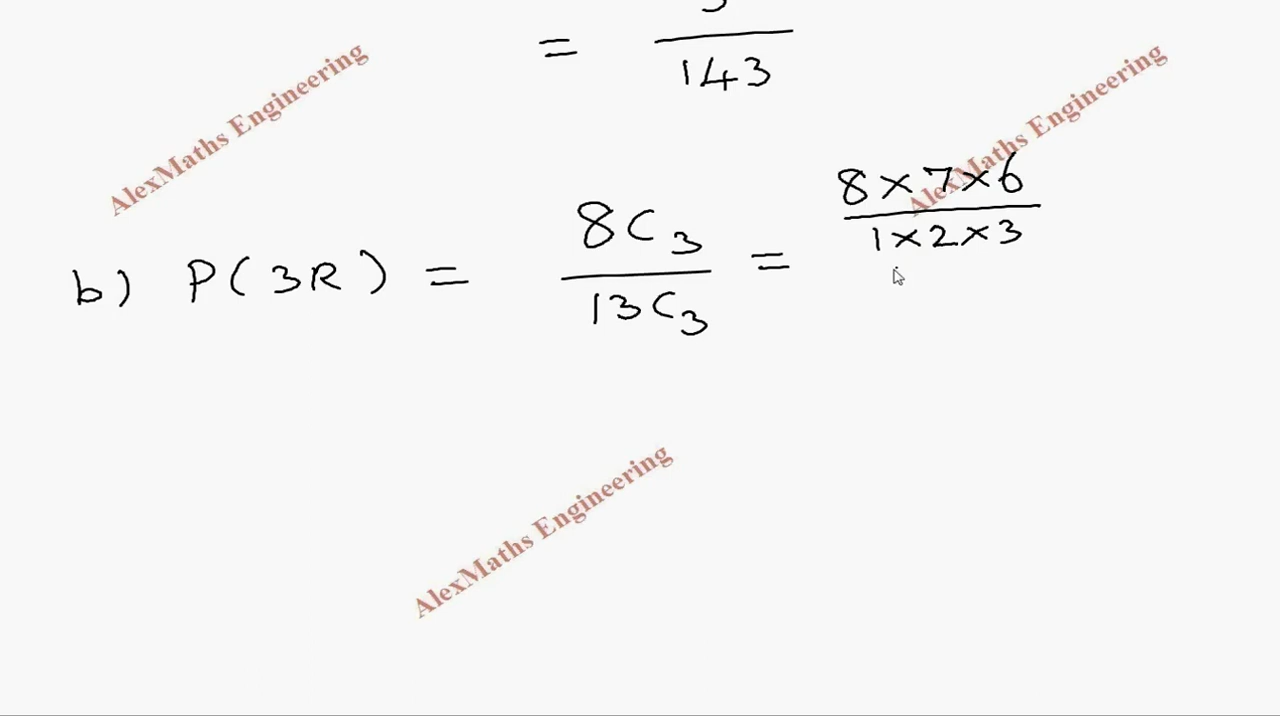 = 143
AlexMaths Engineering
AlexMaths Engineering
b) P(3R) = 8C3 / 13C3 = 8×7×6 / 1×2×3
AlexMaths Engineering